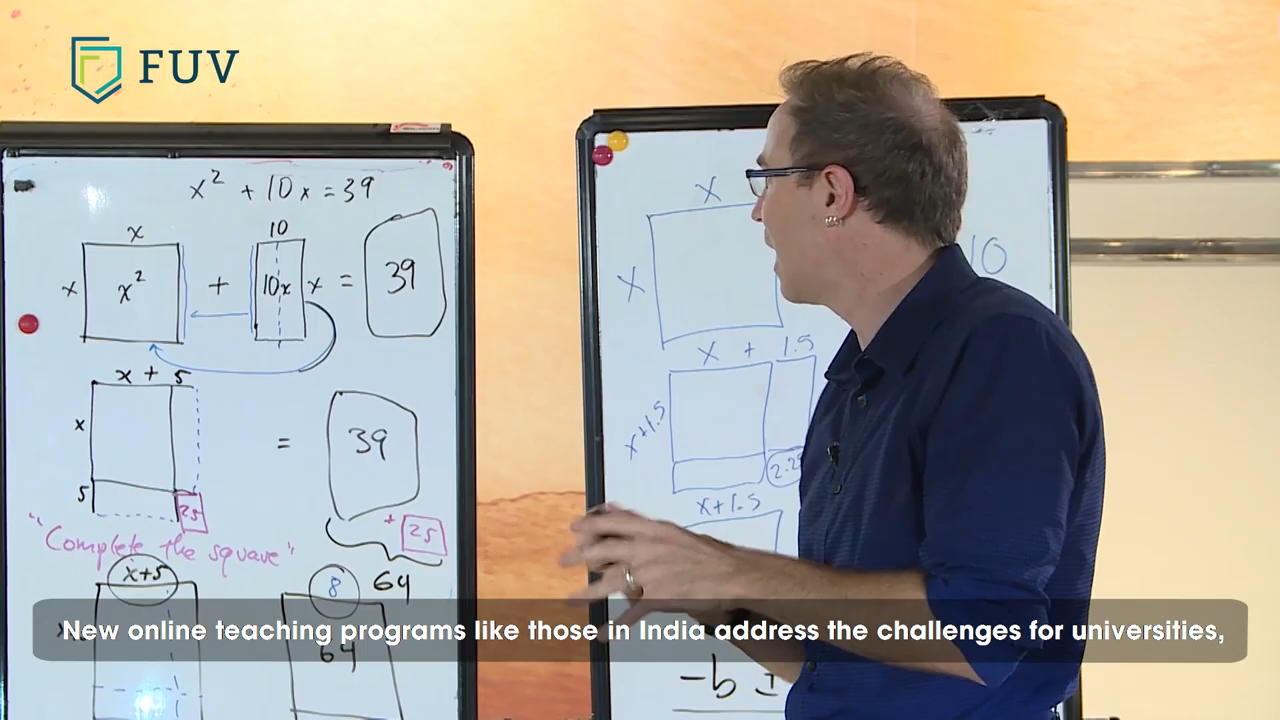 FUV
x² + 10x = 39
x
10
x
x²
+
10x
x
=
39
x + 5
x
5
25
=
39
+ 25
"Complete the square"
64
x+5
8
64
x
x
10
x + 1.5
x+1.5
2.25
x+1.5
-b ±
New online teaching programs like those in India address the challenges for universities,